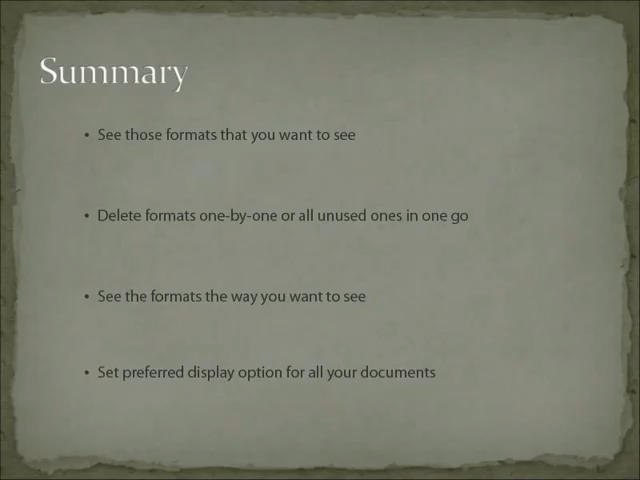 Summary
• See those formats that you want to see
• Delete formats one-by-one or all unused ones in one go
• See the formats the way you want to see
• Set preferred display option for all your documents